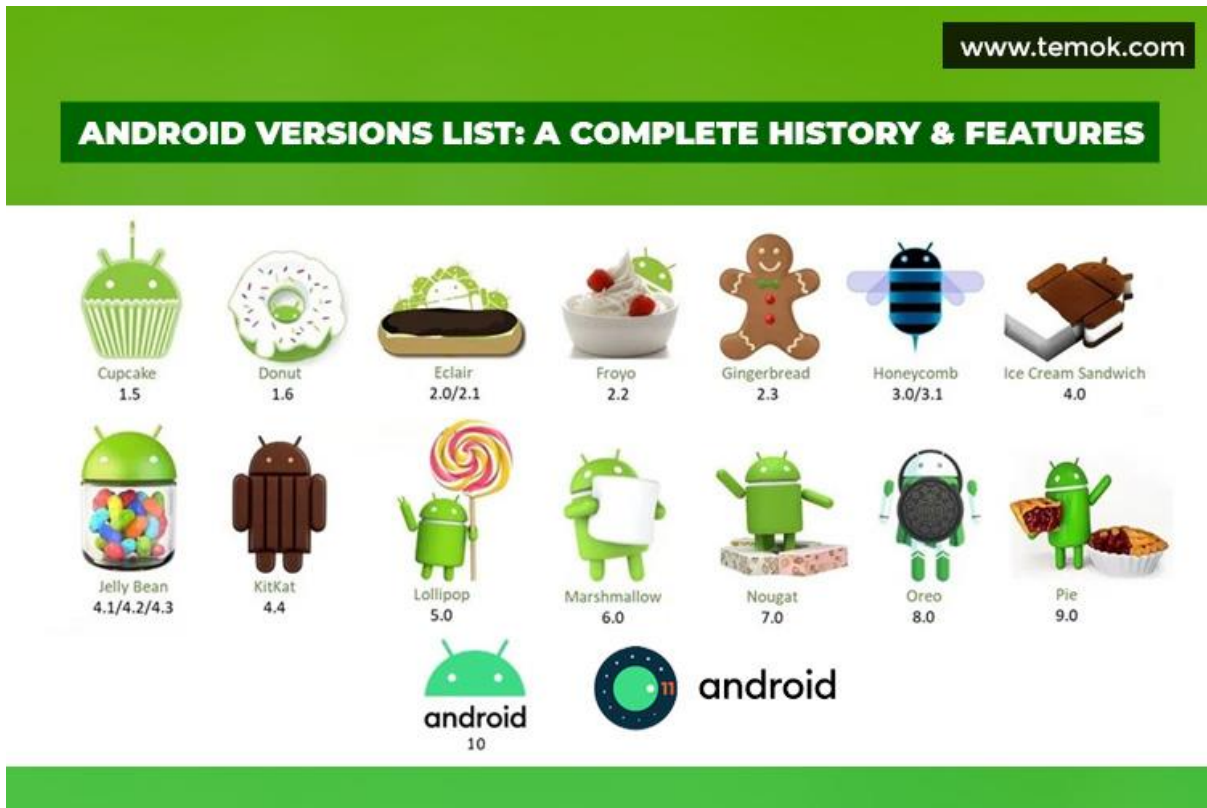 www.temok.com
ANDROID VERSIONS LIST: A COMPLETE HISTORY & FEATURES
Cupcake
1.5
Donut
1.6
Eclair
2.0/2.1
Froyo
2.2
Gingerbread
2.3
Honeycomb
3.0/3.1
Ice Cream Sandwich
4.0
Jelly Bean
4.1/4.2/4.3
KitKat
4.4
Lollipop
5.0
Marshmallow
6.0
Nougat
7.0
Oreo
8.0
Pie
9.0
android
10
11
android